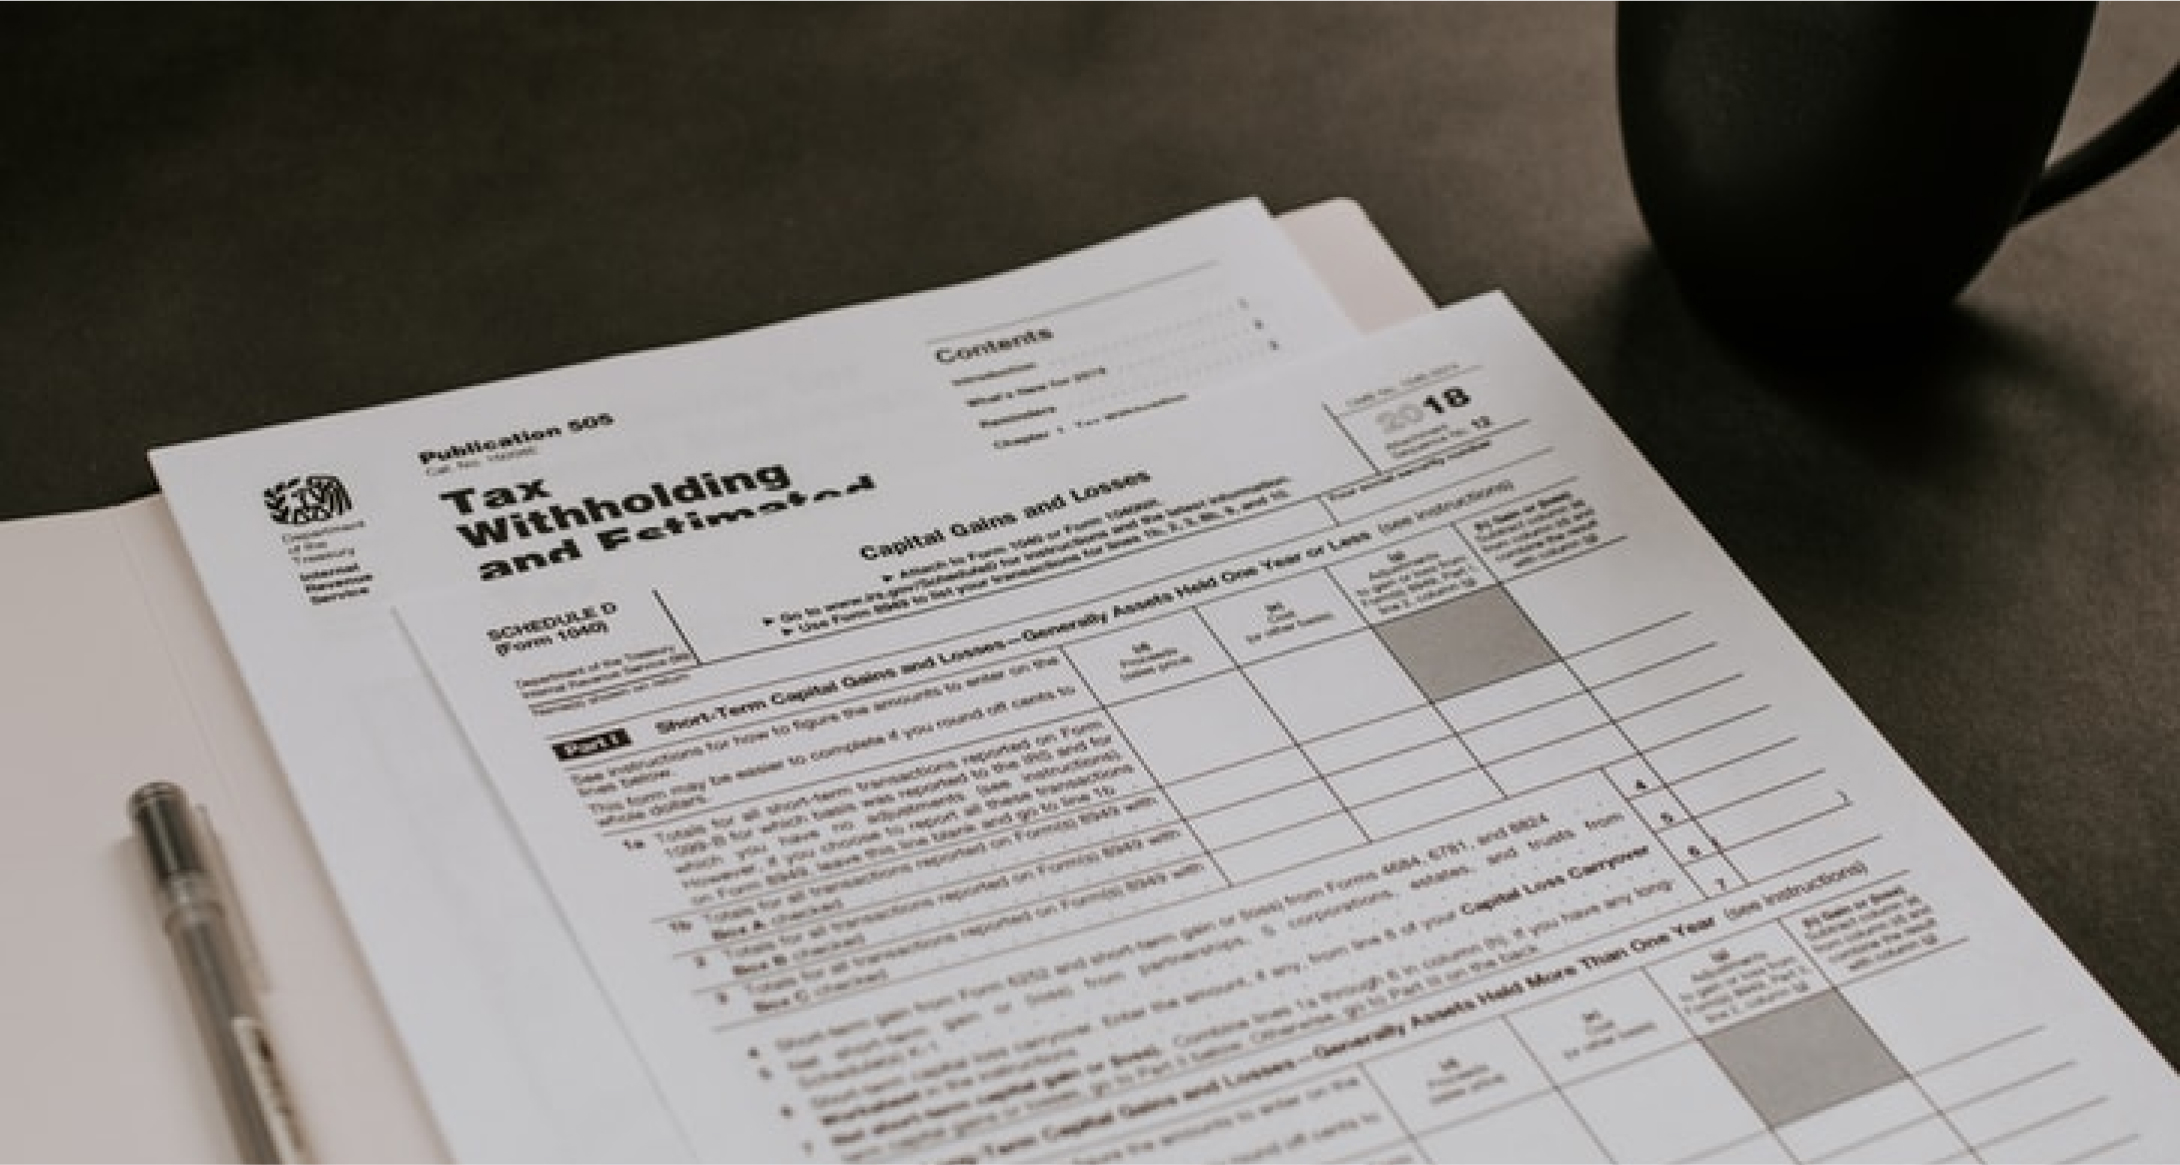 Publication 505
Cat. No.
Tax
Withholding
and Estimated
Department
of the
Treasury
Internal
Revenue
Service
Contents
Introduction
What's New for 2019
Reminders
Chapter 1. Tax Withholding
SCHEDULE D
(Form 1040)
Department of the Treasury
Internal Revenue Service
Name(s) shown on return
Capital Gains and Losses
► Attach to Form 1040 or Form 1040NR.
► Go to www.irs.gov/ScheduleD for instructions and the latest information.
► Use Form 8949 to list your transactions for lines 1b, 2, 3, 8b, 9, and 10.
2018
Attachment
Sequence No. 12
Your social security number
Part I Short-Term Capital Gains and Losses—Generally Assets Held One Year or Less (see instructions)
See instructions for how to figure the amounts to enter on the
lines below.
This form may be easier to complete if you round off cents to
whole dollars.
(d)
Proceeds
(sales price)
(e)
Cost
(or other basis)
(g)
Adjustments
to gain or loss from
Form(s) 8949, Part I,
line 2, column (g)
(h) Gain or (loss)
Subtract column (e)
from column (d) and
combine the result
with column (g)
1a Totals for all short-term transactions reported on Form
1099-B for which basis was reported to the IRS and for
which you have no adjustments (see instructions).
However, if you choose to report all these transactions
on Form 8949, leave this line blank and go to line 1b
1b Totals for all transactions reported on Form(s) 8949 with
Box A checked
2 Totals for all transactions reported on Form(s) 8949 with
Box B checked
3 Totals for all transactions reported on Form(s) 8949 with
Box C checked
4 Short-term gain from Form 6252 and short-term gain or (loss) from Forms 4684, 6781, and 8824 4
5 Net short-term gain or (loss) from partnerships, S corporations, estates, and trusts from
Schedule(s) K-1 5
6 Short-term capital loss carryover. Enter the amount, if any, from line 8 of your Capital Loss Carryover
Worksheet in the instructions 6 ( )
7 Net short-term capital gain or (loss). Combine lines 1a through 6 in column (h). If you have any long-
term capital gains or losses, go to Part II below. Otherwise, go to Part III on the back 7
Long-Term Capital Gains and Losses—Generally Assets Held More Than One Year (see instructions)
figure the amounts to enter on the
round off cents to
(d)
Proceeds
(sales price)
(e)
Cost
(or other basis)
(g)
Adjustments
to gain or loss from
Form(s) 8949, Part II,
line 2, column (g)
(h) Gain or (loss)
Subtract column (e)
from column (d) and
combine the result
with column (g)